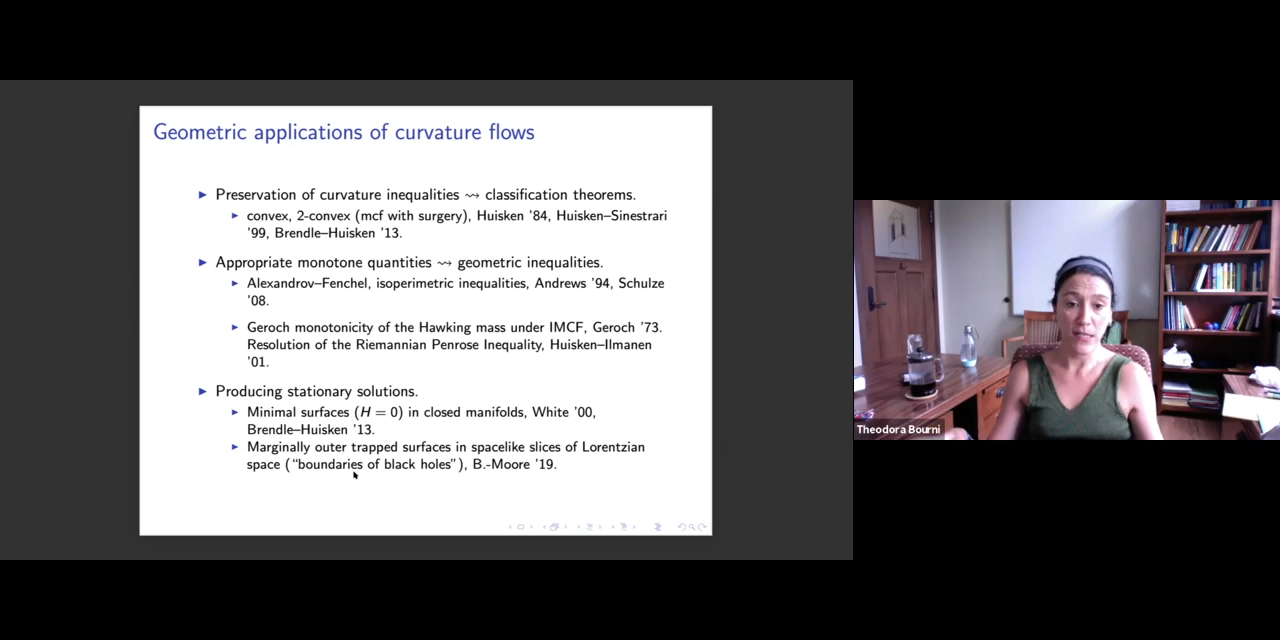 Geometric applications of curvature flows
► Preservation of curvature inequalities ⇝ classification theorems.
► convex, 2-convex (mcf with surgery), Huisken '84, Huisken–Sinestrari
'99, Brendle–Huisken '13.
► Appropriate monotone quantities ⇝ geometric inequalities.
► Alexandrov–Fenchel, isoperimetric inequalities, Andrews '94, Schulze
'08.
► Geroch monotonicity of the Hawking mass under IMCF, Geroch '73.
Resolution of the Riemannian Penrose Inequality, Huisken–Ilmanen
'01.
► Producing stationary solutions.
► Minimal surfaces (H = 0) in closed manifolds, White '00,
Brendle–Huisken '13.
► Marginally outer trapped surfaces in spacelike slices of Lorentzian
space ("boundaries of black holes"), B.-Moore '19.
Theodora Bourni